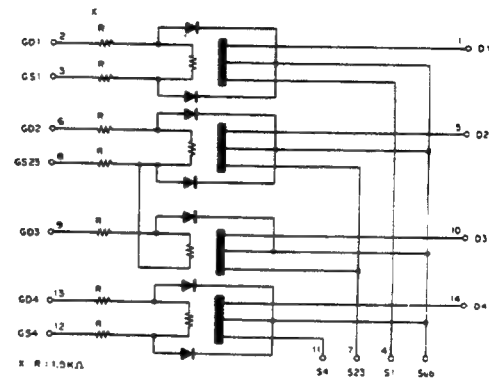 X
GD1 2 R 1 D1
GS1 3 R
GD2 6 R 5 D2
GS23 8 R
GD3 9 R 10 D3
GD4 13 R 14 D4
GS4 12 R
11 7 4
S4 S23 S1 Sub
X R : 1.5KΩ